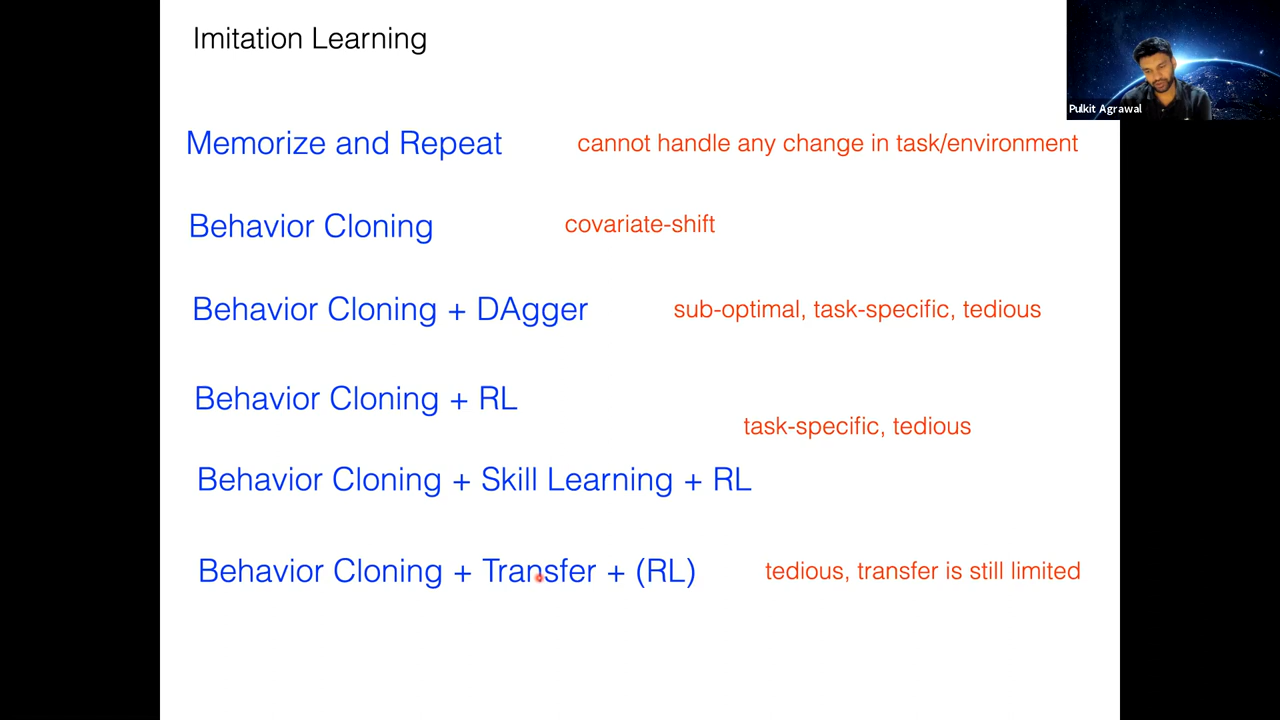 Imitation Learning
Pulkit Agrawal
Memorize and Repeat
cannot handle any change in task/environment
Behavior Cloning
covariate-shift
Behavior Cloning + DAgger
sub-optimal, task-specific, tedious
Behavior Cloning + RL
task-specific, tedious
Behavior Cloning + Skill Learning + RL
Behavior Cloning + Transfer + (RL)
tedious, transfer is still limited